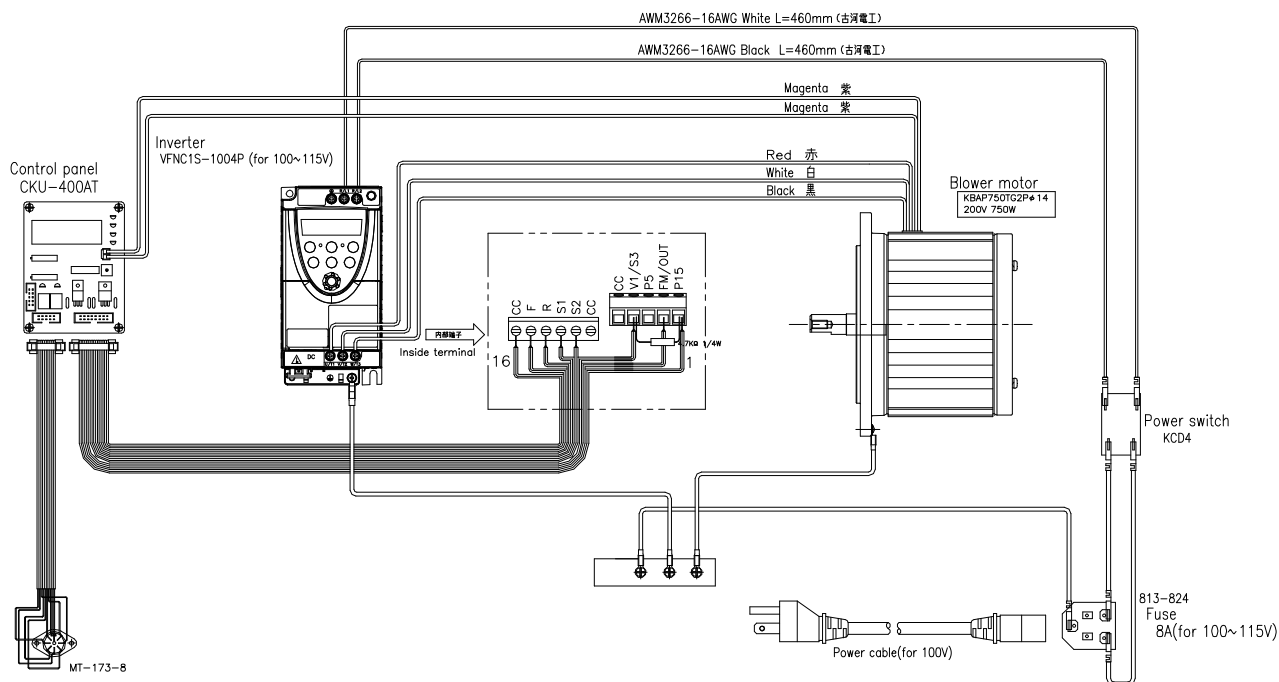 AWM3266-16AWG White L=460mm (古河電工)
AWM3266-16AWG Black L=460mm (古河電工)
Magenta 紫
Magenta 紫
Inverter
VFNC1S-1004P (for 100~115V)
Control panel
CKU-400AT
Red 赤
White 白
Black 黒
Blower motor
KBAP750TG2Pφ14
200V 750W
CC
F
R
S1
S2
CC
CC
V1/S3
P5
FM/OUT
P15
内部端子
Inside terminal
16
.7KΩ 1/4W
1
DC
Power switch
KCD4
813-824
Fuse
8A(for 100~115V)
Power cable(for 100V)
MT-173-8